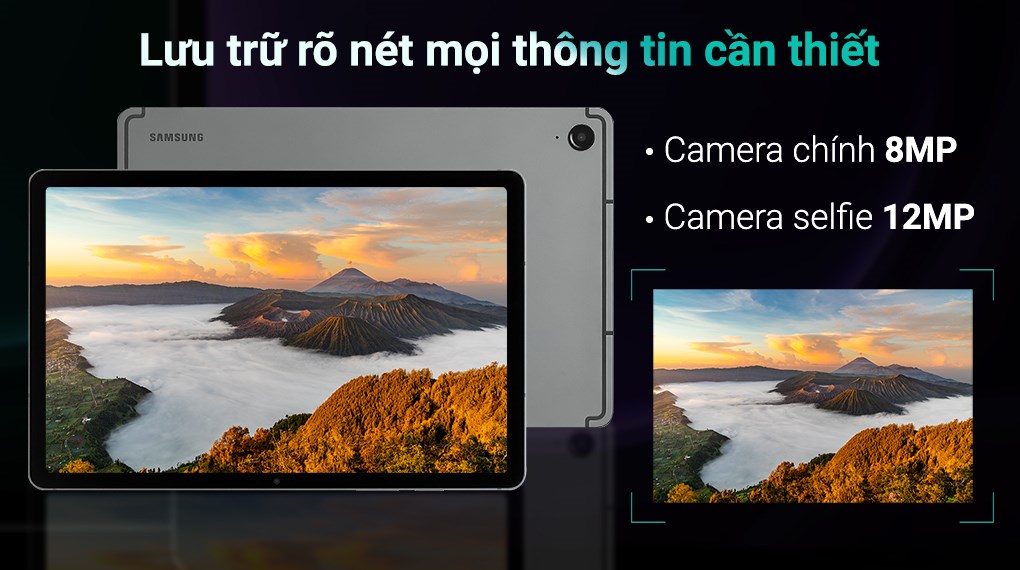 Lưu trữ rõ nét mọi thông tin cần thiết
SAMSUNG
• Camera chính 8MP
• Camera selfie 12MP